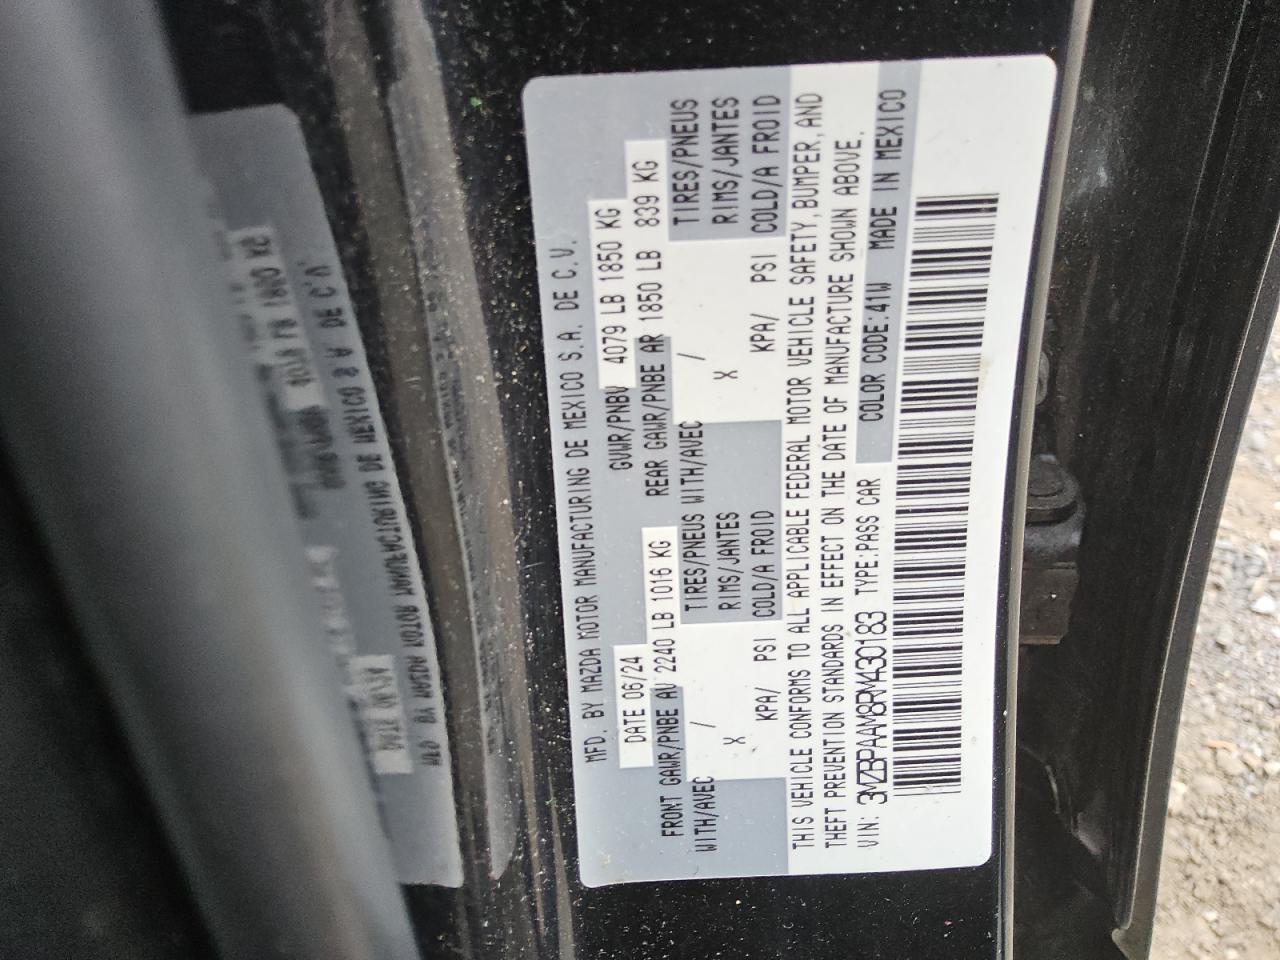 MFD. BY MAZDA MOTOR MANUFACTURING DE MEXICO S.A. DE C.V.
DATE 06/24 GVWR/PNBV 4079 LB 1850 KG
FRONT GAWR/PNBE AV 2240 LB 1016 KG REAR GAWR/PNBE AR 1850 LB 839 KG
WITH/AVEC / TIRES/PNEUS WITH/AVEC / TIRES/PNEUS
X RIMS/JANTES X RIMS/JANTES
KPA/ PSI COLD/A FROID KPA/ PSI COLD/A FROID
THIS VEHICLE CONFORMS TO ALL APPLICABLE FEDERAL MOTOR VEHICLE SAFETY, BUMPER, AND
THEFT PREVENTION STANDARDS IN EFFECT ON THE DATE OF MANUFACTURE SHOWN ABOVE.
VIN: 3MZBPAAM8RM430183 TYPE: PASS CAR COLOR CODE: 41W MADE IN MEXICO